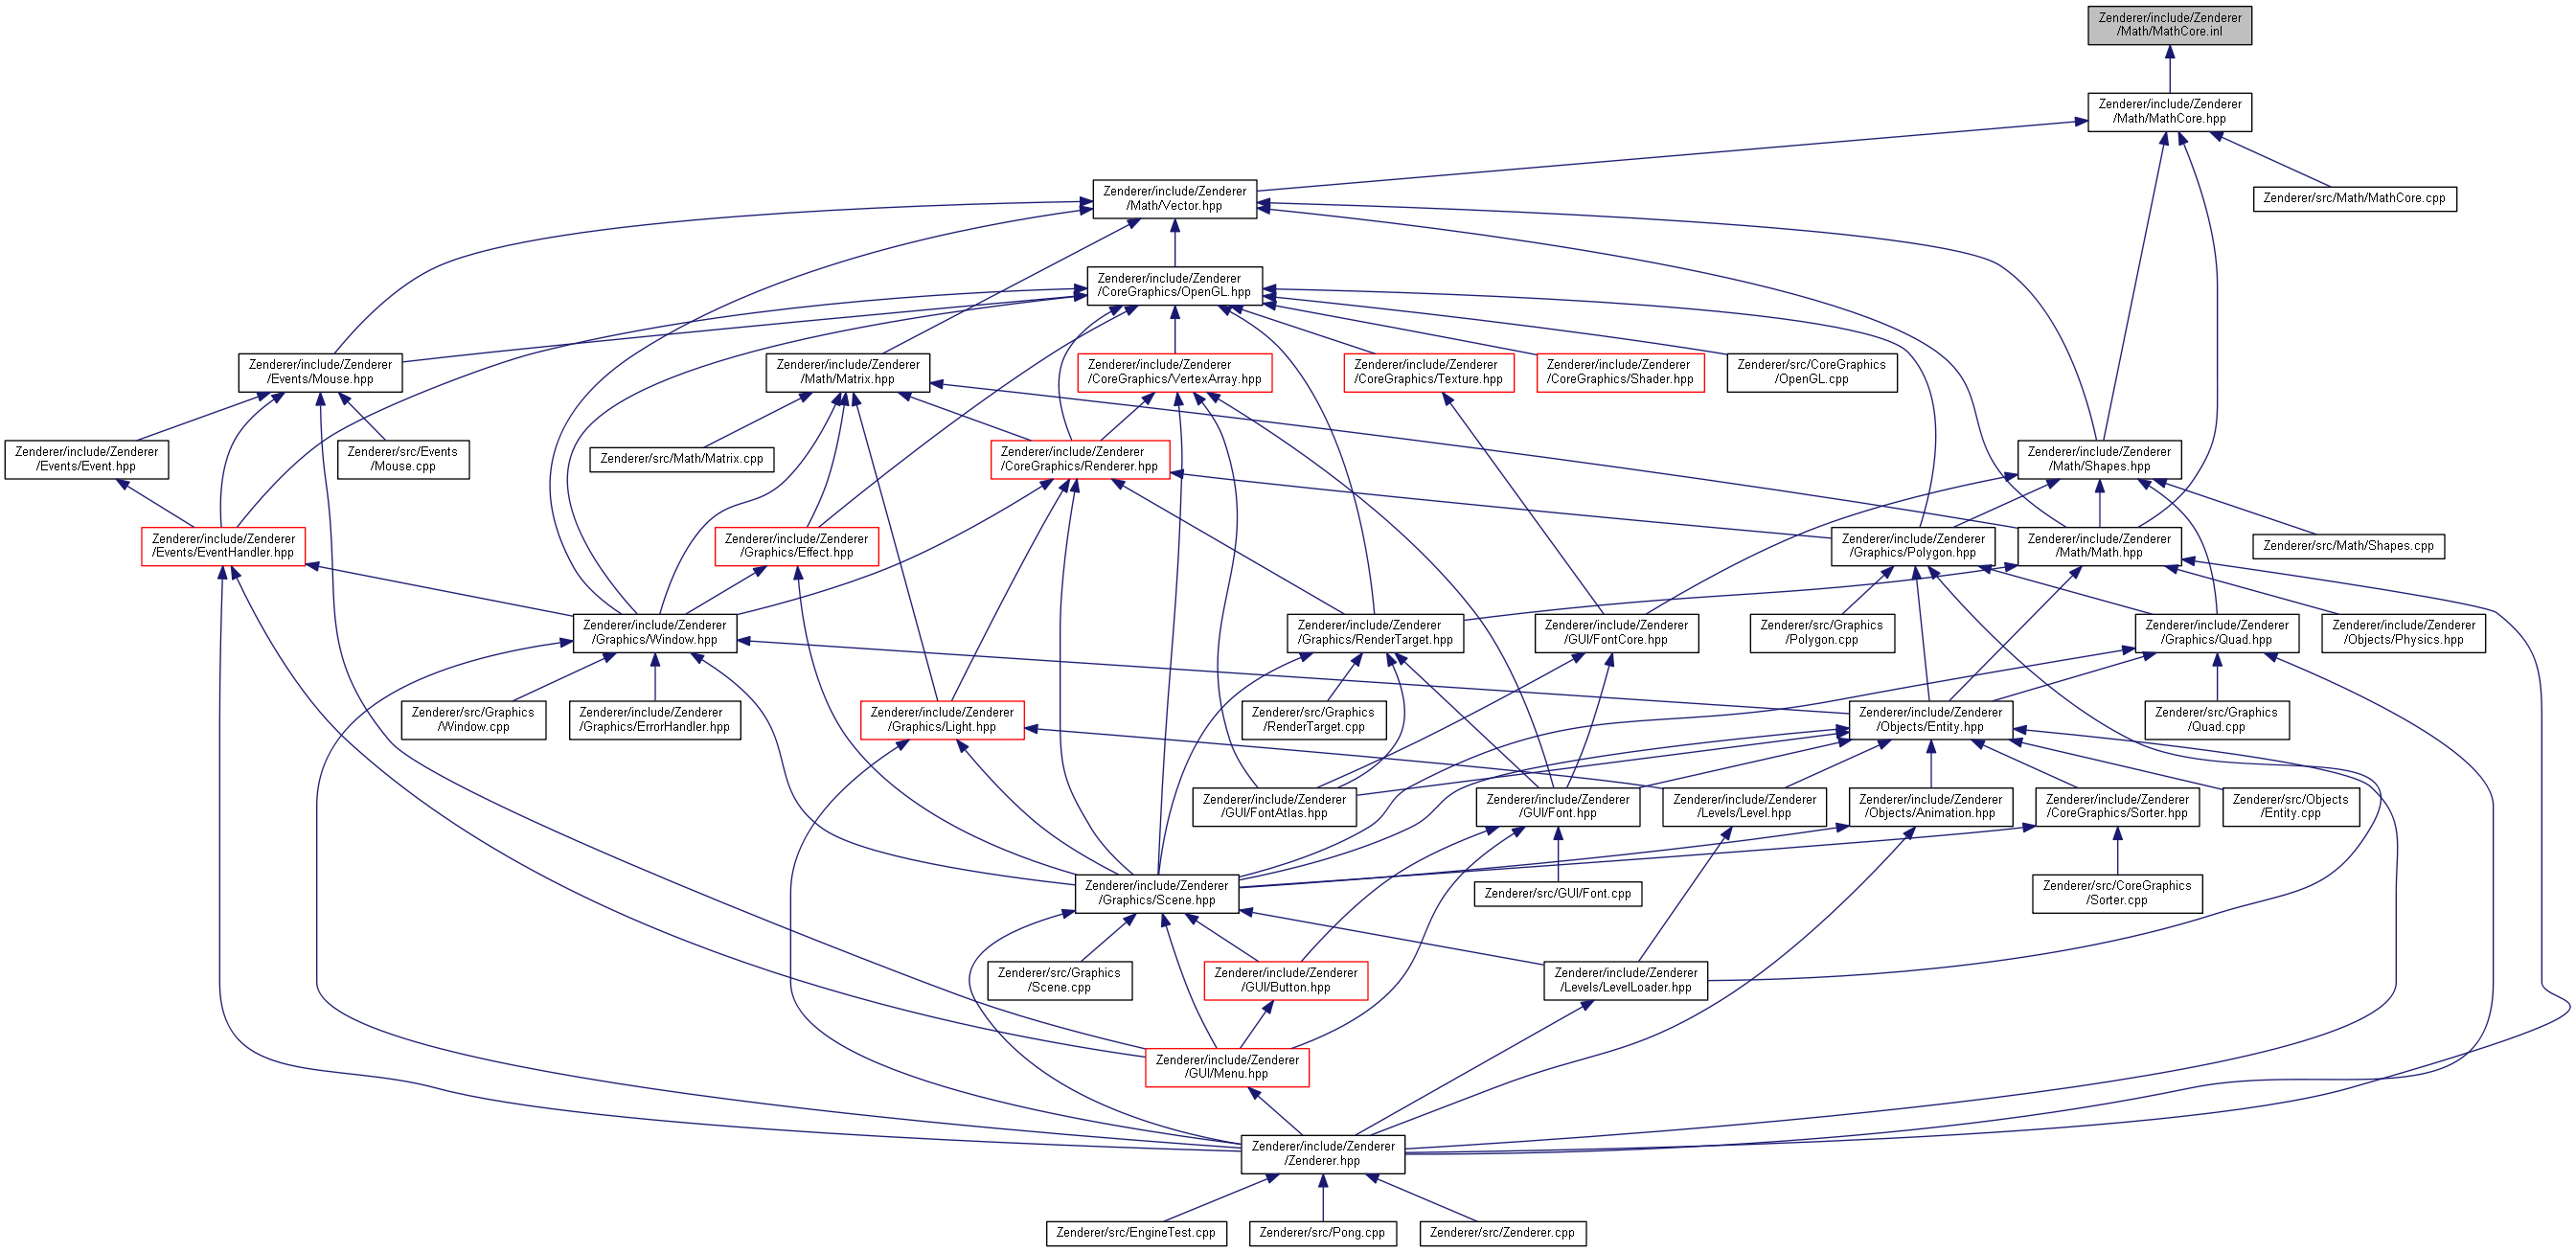 Zenderer/include/Zenderer
/Math/MathCore.inl
Zenderer/include/Zenderer
/Math/MathCore.hpp
Zenderer/include/Zenderer
/Math/Vector.hpp
Zenderer/src/Math/MathCore.cpp
Zenderer/include/Zenderer
/CoreGraphics/OpenGL.hpp
Zenderer/include/Zenderer
/Events/Mouse.hpp
Zenderer/include/Zenderer
/Math/Matrix.hpp
Zenderer/include/Zenderer
/CoreGraphics/VertexArray.hpp
Zenderer/include/Zenderer
/CoreGraphics/Texture.hpp
Zenderer/include/Zenderer
/CoreGraphics/Shader.hpp
Zenderer/src/CoreGraphics
/OpenGL.cpp
Zenderer/include/Zenderer
/Events/Event.hpp
Zenderer/src/Events
/Mouse.cpp
Zenderer/src/Math/Matrix.cpp
Zenderer/include/Zenderer
/CoreGraphics/Renderer.hpp
Zenderer/include/Zenderer
/Math/Shapes.hpp
Zenderer/include/Zenderer
/Events/EventHandler.hpp
Zenderer/include/Zenderer
/Graphics/Effect.hpp
Zenderer/include/Zenderer
/Graphics/Polygon.hpp
Zenderer/include/Zenderer
/Math/Math.hpp
Zenderer/src/Math/Shapes.cpp
Zenderer/include/Zenderer
/Graphics/Window.hpp
Zenderer/include/Zenderer
/Graphics/RenderTarget.hpp
Zenderer/include/Zenderer
/GUI/FontCore.hpp
Zenderer/src/Graphics
/Polygon.cpp
Zenderer/include/Zenderer
/Graphics/Quad.hpp
Zenderer/include/Zenderer
/Objects/Physics.hpp
Zenderer/src/Graphics
/Window.cpp
Zenderer/include/Zenderer
/Graphics/ErrorHandler.hpp
Zenderer/include/Zenderer
/Graphics/Light.hpp
Zenderer/src/Graphics
/RenderTarget.cpp
Zenderer/include/Zenderer
/Objects/Entity.hpp
Zenderer/src/Graphics
/Quad.cpp
Zenderer/include/Zenderer
/GUI/FontAtlas.hpp
Zenderer/include/Zenderer
/GUI/Font.hpp
Zenderer/include/Zenderer
/Levels/Level.hpp
Zenderer/include/Zenderer
/Objects/Animation.hpp
Zenderer/include/Zenderer
/CoreGraphics/Sorter.hpp
Zenderer/src/Objects
/Entity.cpp
Zenderer/include/Zenderer
/Graphics/Scene.hpp
Zenderer/src/GUI/Font.cpp
Zenderer/src/CoreGraphics
/Sorter.cpp
Zenderer/src/Graphics
/Scene.cpp
Zenderer/include/Zenderer
/GUI/Button.hpp
Zenderer/include/Zenderer
/Levels/LevelLoader.hpp
Zenderer/include/Zenderer
/GUI/Menu.hpp
Zenderer/include/Zenderer
/Zenderer.hpp
Zenderer/src/EngineTest.cpp
Zenderer/src/Pong.cpp
Zenderer/src/Zenderer.cpp